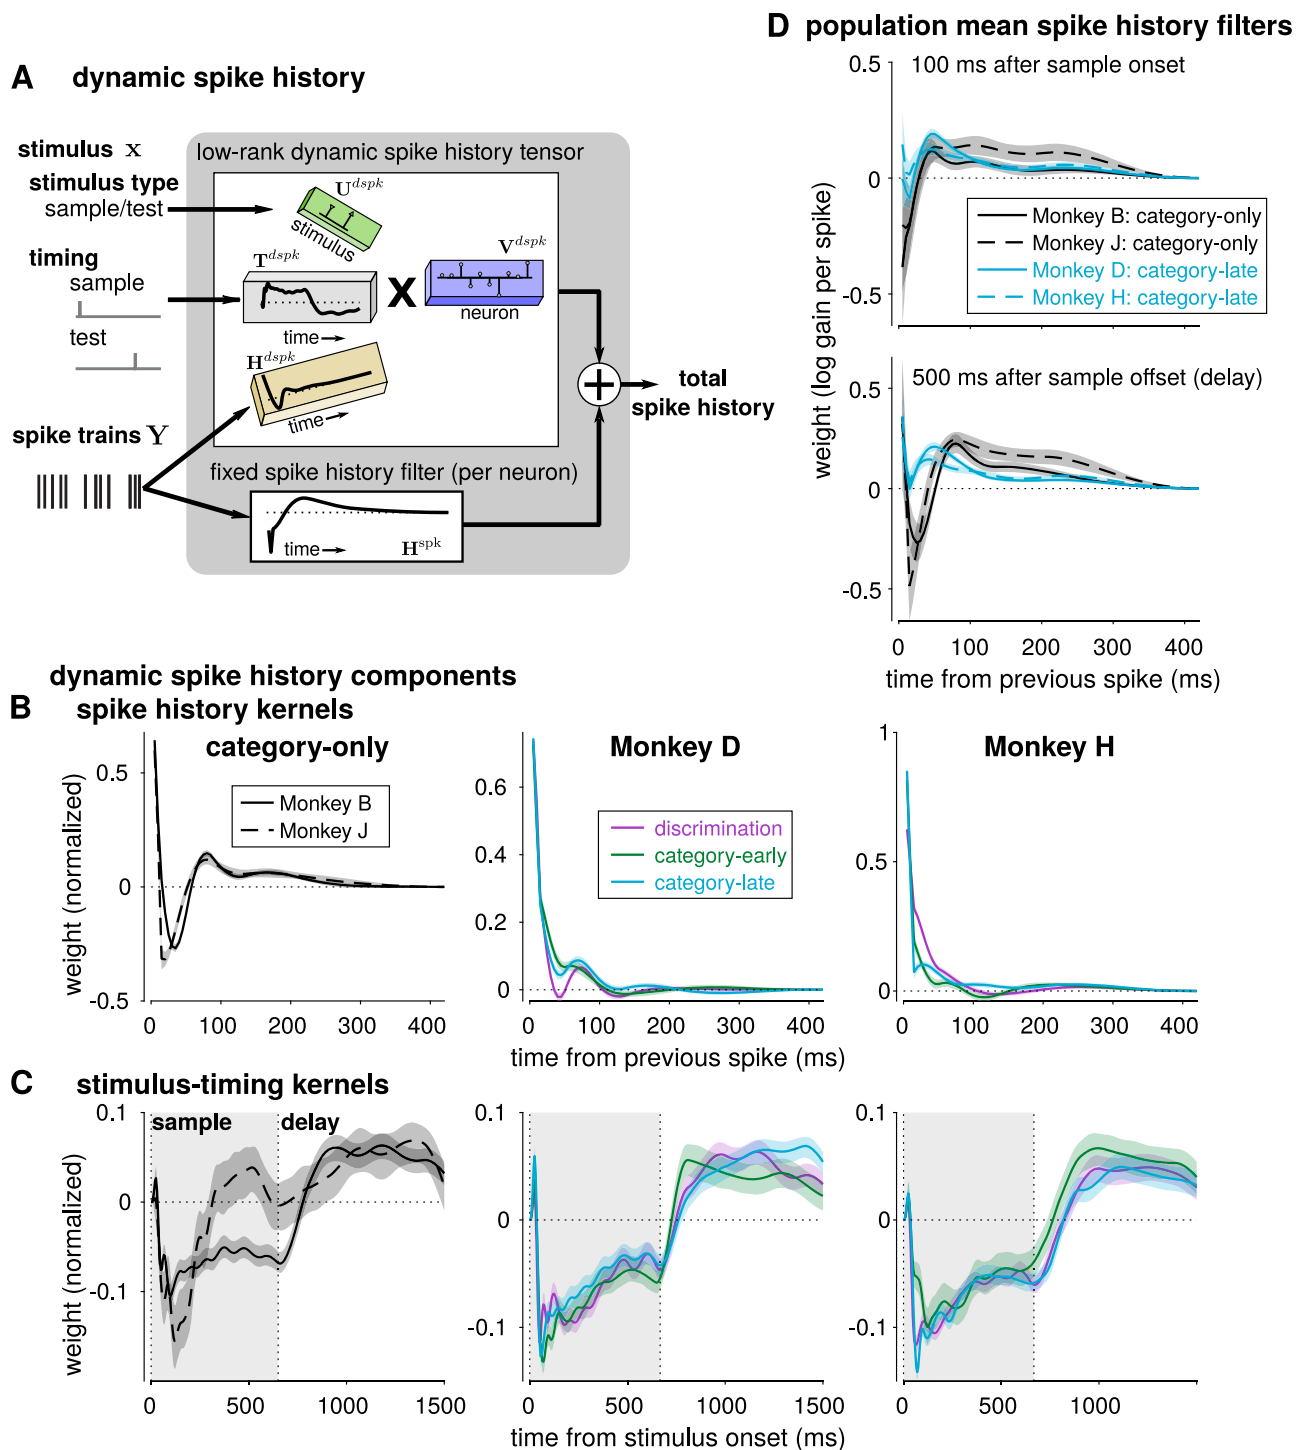 A dynamic spike history
stimulus x
stimulus type
sample/test
timing
sample
test
spike trains Y
low-rank dynamic spike history tensor
U^dspk
stimulus
T^dspk
time
X
V^dspk
neuron
H^dspk
time
fixed spike history filter (per neuron)
time
H^spk
+
total
spike history
D population mean spike history filters
100 ms after sample onset
0.5
0
-0.5
Monkey B: category-only
Monkey J: category-only
Monkey D: category-late
Monkey H: category-late
weight (log gain per spike)
500 ms after sample offset (delay)
0.5
0
-0.5
0 100 200 300 400
time from previous spike (ms)
dynamic spike history components
B spike history kernels
category-only
weight (normalized)
0.5
0
-0.5
Monkey B
Monkey J
0 100 200 300 400
Monkey D
0.6
0.4
0.2
0
discrimination
category-early
category-late
0 100 200 300 400
Monkey H
1
0.5
0
0 100 200 300 400
time from previous spike (ms)
C stimulus-timing kernels
weight (normalized)
0.1
0
-0.1
sample
delay
0 500 1000 1500
0.1
0
-0.1
0 500 1000 1500
0.1
0
-0.1
0 500 1000
time from stimulus onset (ms)